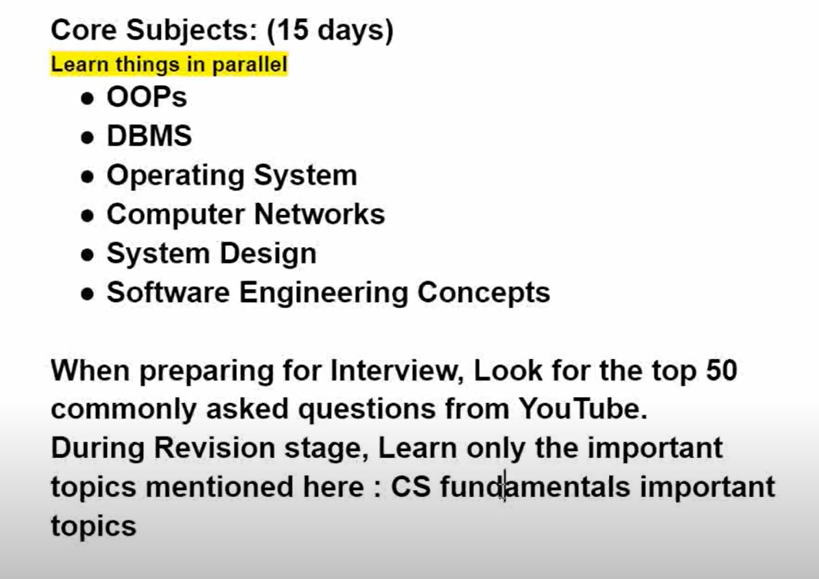 Core Subjects: (15 days)
Learn things in parallel
● OOPs
● DBMS
● Operating System
● Computer Networks
● System Design
● Software Engineering Concepts
When preparing for Interview, Look for the top 50
commonly asked questions from YouTube.
During Revision stage, Learn only the important
topics mentioned here : CS fundamentals important
topics